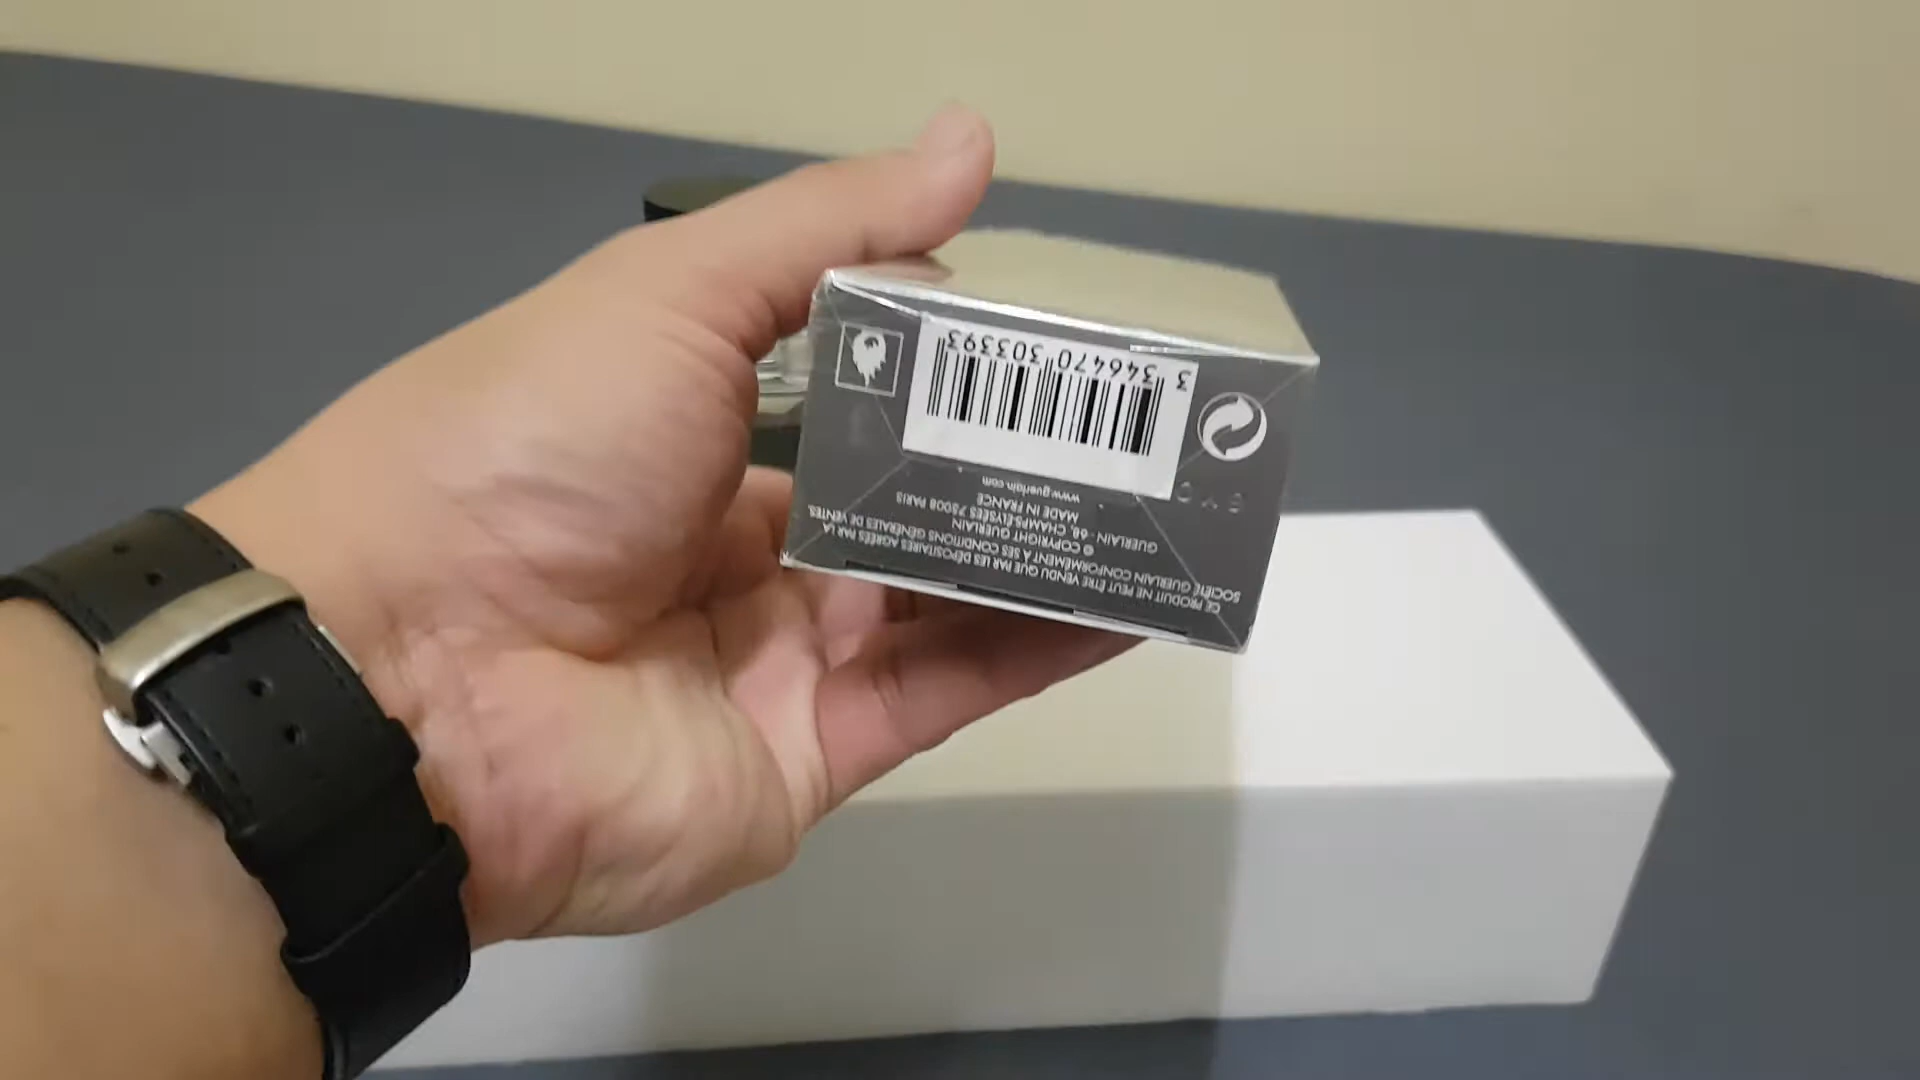 CE PRODUIT NE PEUT ÊTRE VENDU QUE PAR LES DÉPOSITAIRES AGRÉÉS PAR LA
SOCIÉTÉ GUERLAIN CONFORMÉMENT À SES CONDITIONS GÉNÉRALES DE VENTES.
© COPYRIGHT GUERLAIN
GUERLAIN - 68, CHAMPS-ÉLYSÉES 75008 PARIS
MADE IN FRANCE
www.guerlain.com
3 346470 303393